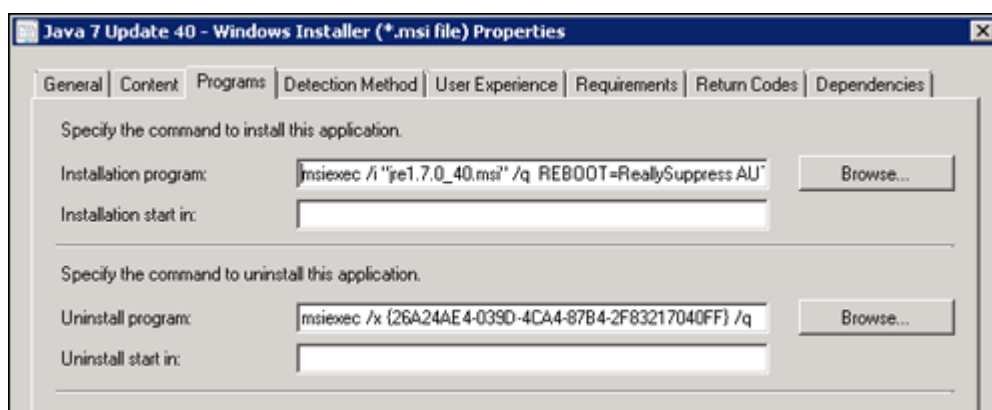 Java 7 Update 40 - Windows Installer (*.msi file) Properties
General Content Programs Detection Method User Experience Requirements Return Codes Dependencies
Specify the command to install this application.
Installation program: msiexec /i "jre1.7.0_40.msi" /q REBOOT=ReallySuppress AUT Browse...
Installation start in:
Specify the command to uninstall this application.
Uninstall program: msiexec /x {26A24AE4-039D-4CA4-87B4-2F83217040FF} /q Browse...
Uninstall start in: